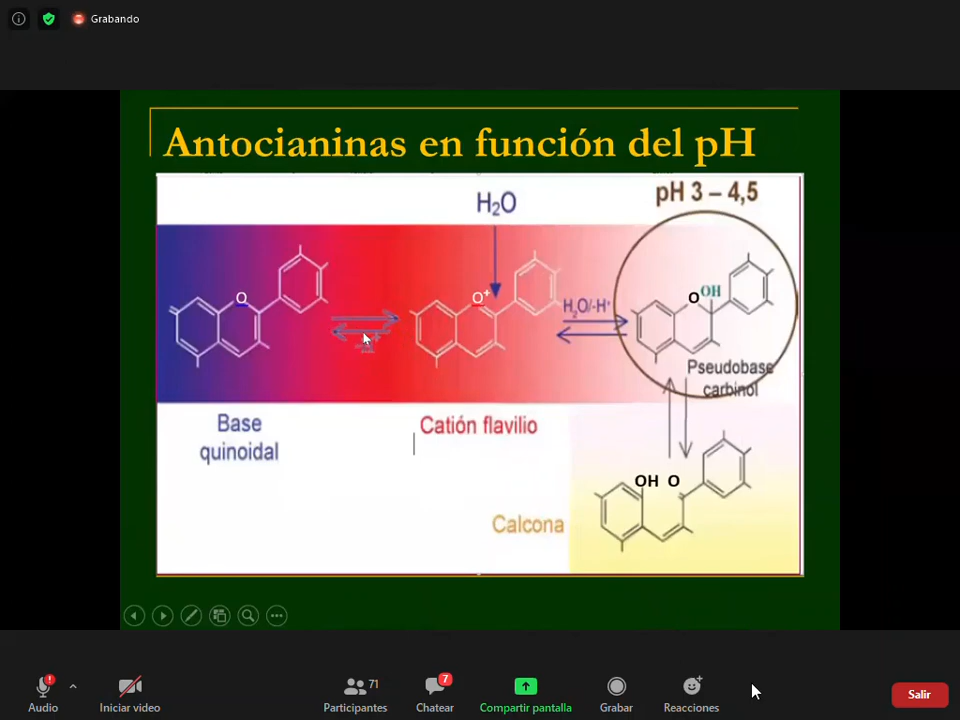 Grabando
Antocianinas en función del pH
H₂O
pH 3 – 4,5
O
O⁺
H₂O/-H⁺
O
OH
Pseudobase
carbinol
Base
quinoidal
Catión flavilio
OH O
Calcona
71
7
Audio
Iniciar video
Participantes
Chatear
Compartir pantalla
Grabar
Reacciones
Salir